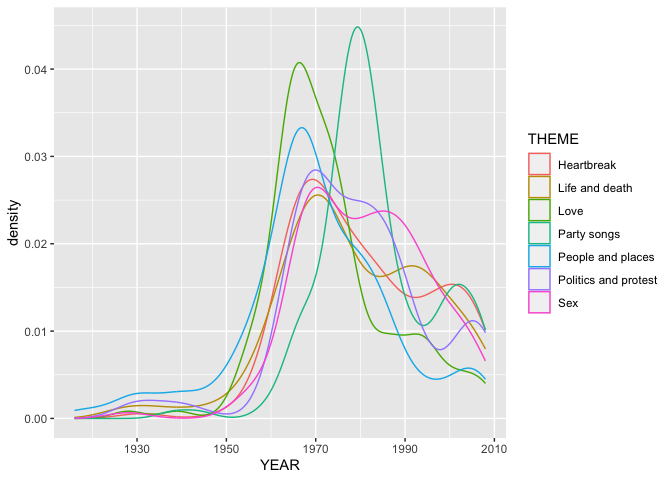 0.04
0.03
0.02
0.01
0.00
density
1930
1950
1970
1990
2010
YEAR
THEME
Heartbreak
Life and death
Love
Party songs
People and places
Politics and protest
Sex